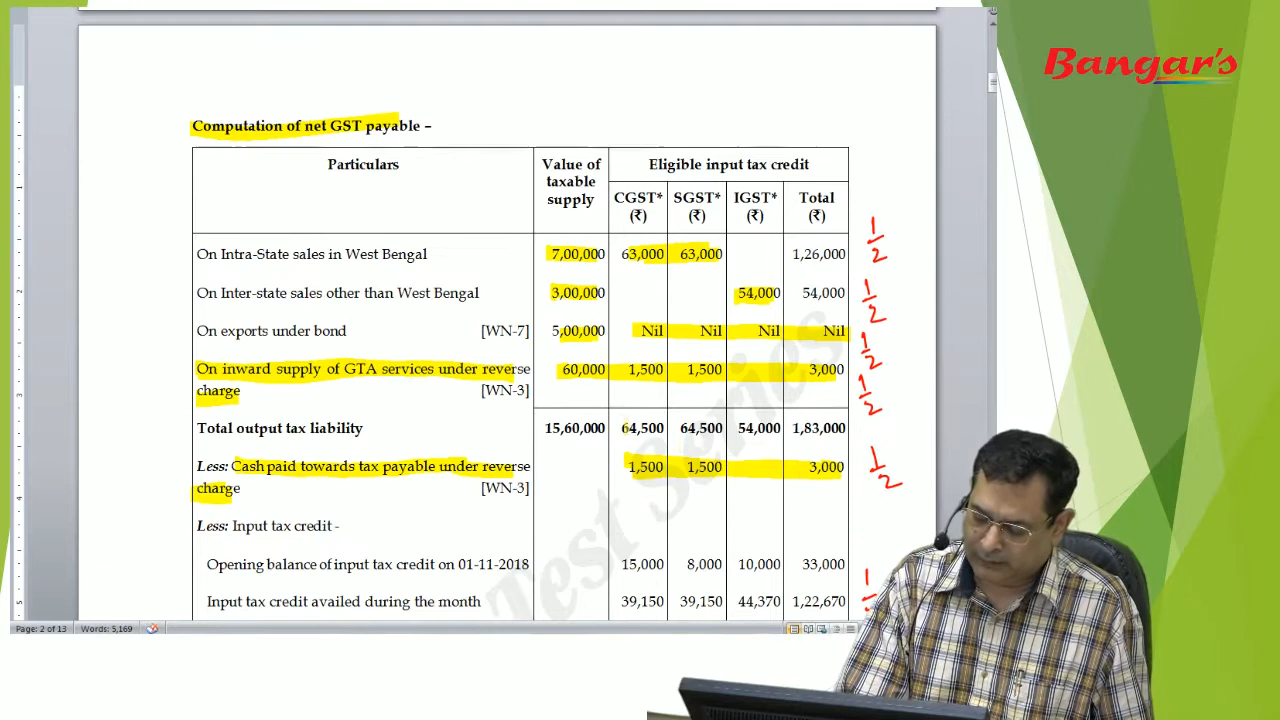 Bangar's
Computation of net GST payable –
Particulars Value of taxable supply Eligible input tax credit
CGST* (₹) SGST* (₹) IGST* (₹) Total (₹)
On Intra-State sales in West Bengal 7,00,000 63,000 63,000 1,26,000 1/2
On Inter-state sales other than West Bengal 3,00,000 54,000 54,000 1/2
On exports under bond [WN-7] 5,00,000 Nil Nil Nil Nil 1/2
On inward supply of GTA services under reverse 60,000 1,500 1,500 3,000 1/2
charge [WN-3]
Total output tax liability 15,60,000 64,500 64,500 54,000 1,83,000
Less: Cash paid towards tax payable under reverse 1,500 1,500 3,000 1/2
charge [WN-3]
Less: Input tax credit -
Opening balance of input tax credit on 01-11-2018 15,000 8,000 10,000 33,000
Input tax credit availed during the month 39,150 39,150 44,370 1,22,670
Test Series
Page: 2 of 13 Words: 5,169